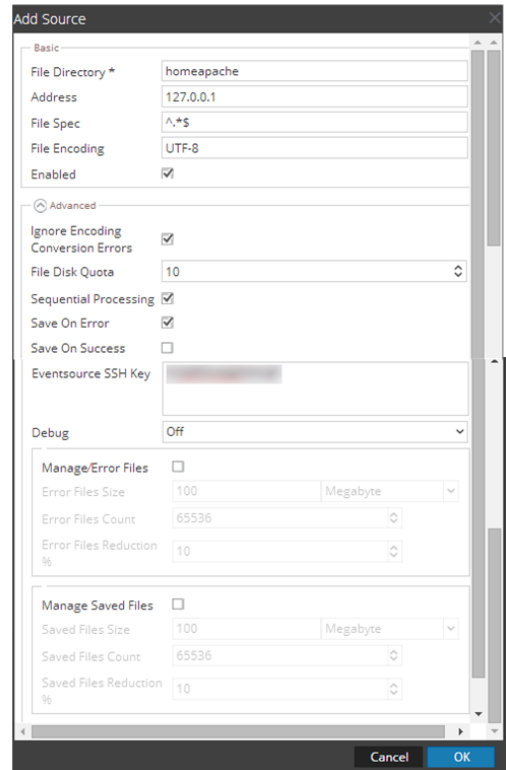 Add Source
Basic
File Directory * homeapache
Address 127.0.0.1
File Spec ^.*$
File Encoding UTF-8
Enabled
Advanced
Ignore Encoding
Conversion Errors
File Disk Quota 10
Sequential Processing
Save On Error
Save On Success
Eventsource SSH Key
Debug Off
Manage/Error Files
Error Files Size 100 Megabyte
Error Files Count 65536
Error Files Reduction
% 10
Manage Saved Files
Saved Files Size 100 Megabyte
Saved Files Count 65536
Saved Files Reduction
% 10
Cancel OK